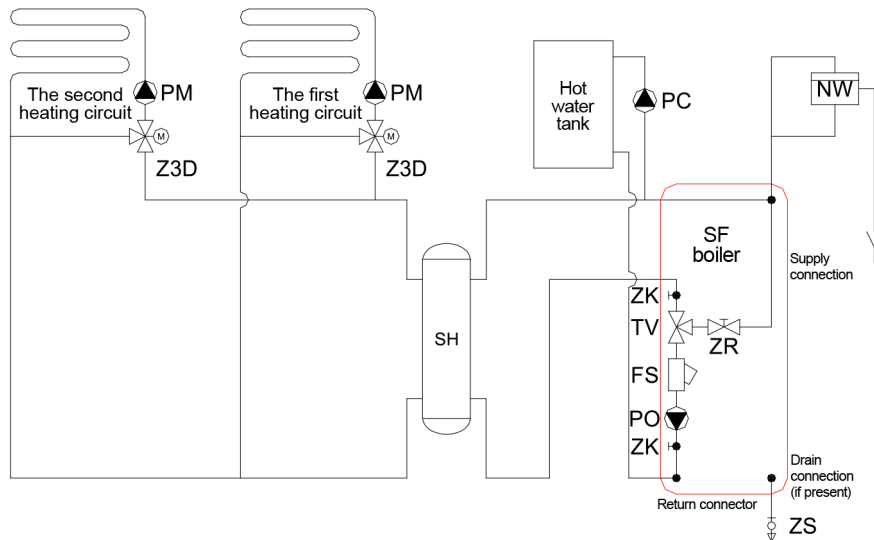 PM
PM
The second
heating circuit
The first
heating circuit
M
M
Z3D
Z3D
Hot
water
tank
PC
NW
SF
boiler
Supply
connection
SH
ZK
TV
ZR
FS
PO
ZK
Drain
connection
(if present)
Return connector
ZS